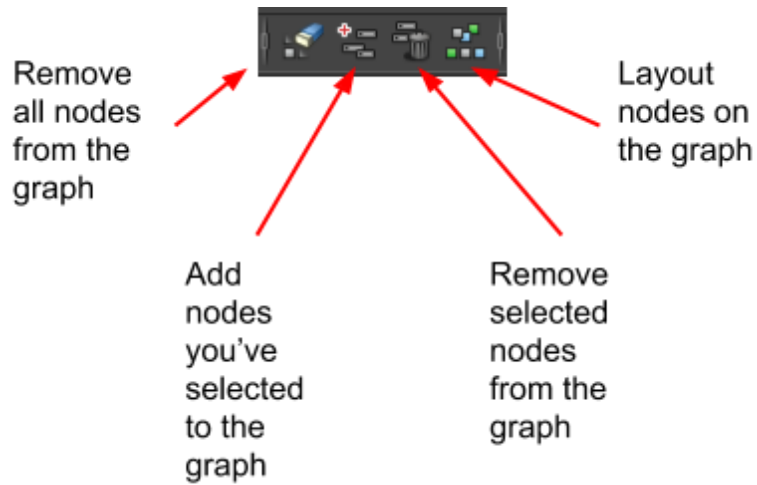 Remove
all nodes
from the
graph
Layout
nodes on
the graph
Add
nodes
you've
selected
to the
graph
Remove
selected
nodes
from the
graph